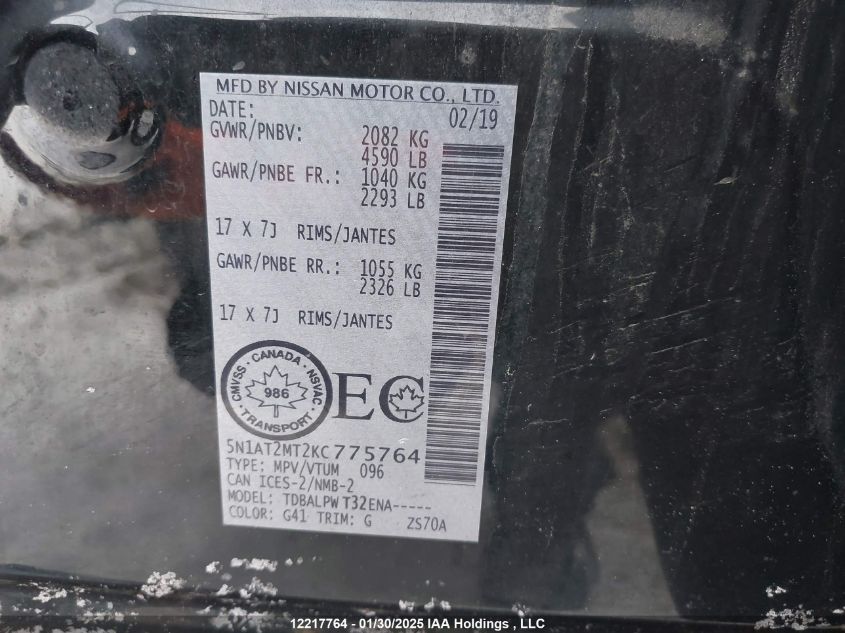 MFD BY NISSAN MOTOR CO., LTD.
DATE: 02/19
GVWR/PNBV: 2082 KG
4590 LB
GAWR/PNBE FR.: 1040 KG
2293 LB
17 X 7J RIMS/JANTES
GAWR/PNBE RR.: 1055 KG
2326 LB
17 X 7J RIMS/JANTES
CMVSS · CANADA · NSVAC
986
· TRANSPORT ·
EC
5N1AT2MT2KC775764
TYPE: MPV/VTUM 096
CAN ICES-2/NMB-2
MODEL: TDBALPW T32ENA-----
COLOR: G41 TRIM: G ZS70A
12217764 - 01/30/2025 IAA Holdings , LLC